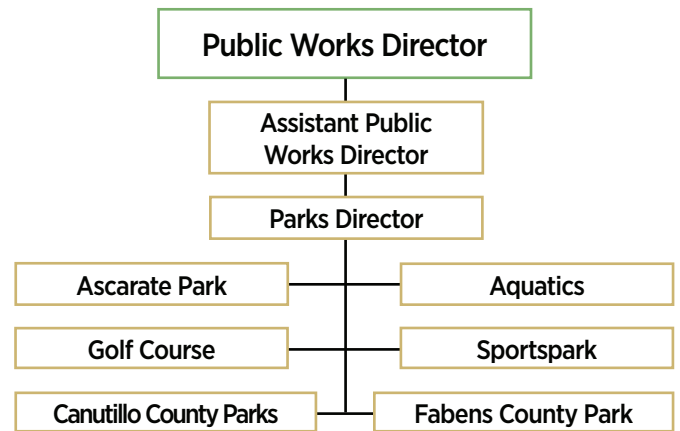 Public Works Director
Assistant Public
Works Director
Parks Director
Ascarate Park
Aquatics
Golf Course
Sportspark
Canutillo County Parks
Fabens County Park